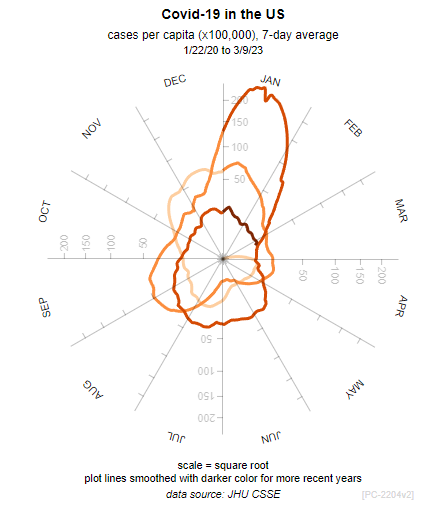 Covid-19 in the US
cases per capita (x100,000), 7-day average
1/22/20 to 3/9/23
DEC
JAN
NOV
FEB
200
150
100
50
OCT
MAR
200 150 100 50
50 100 150 200
SEP
APR
50
100
150
200
AUG
MAY
JUL
JUN
scale = square root
plot lines smoothed with darker color for more recent years
data source: JHU CSSE
[PC-2204v2]